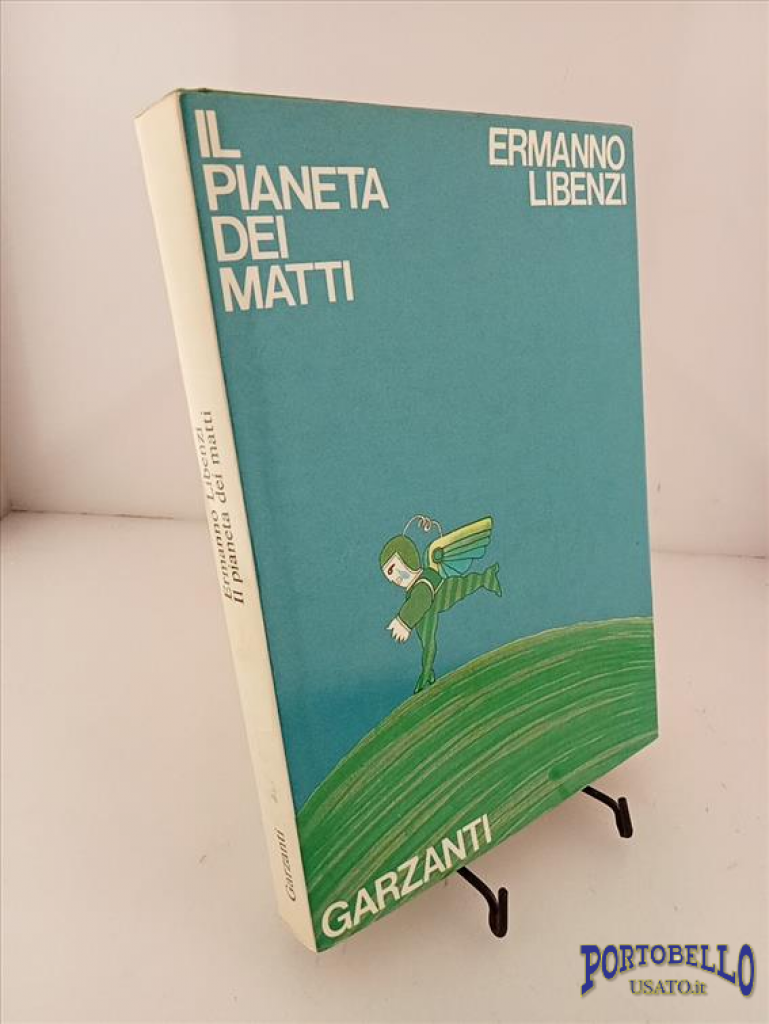 IL
PIANETA
DEI
MATTI
ERMANNO
LIBENZI
Ermanno Libenzi
Il pianeta dei matti
Garzanti
GARZANTI
PORTOBELLO
USATO.it